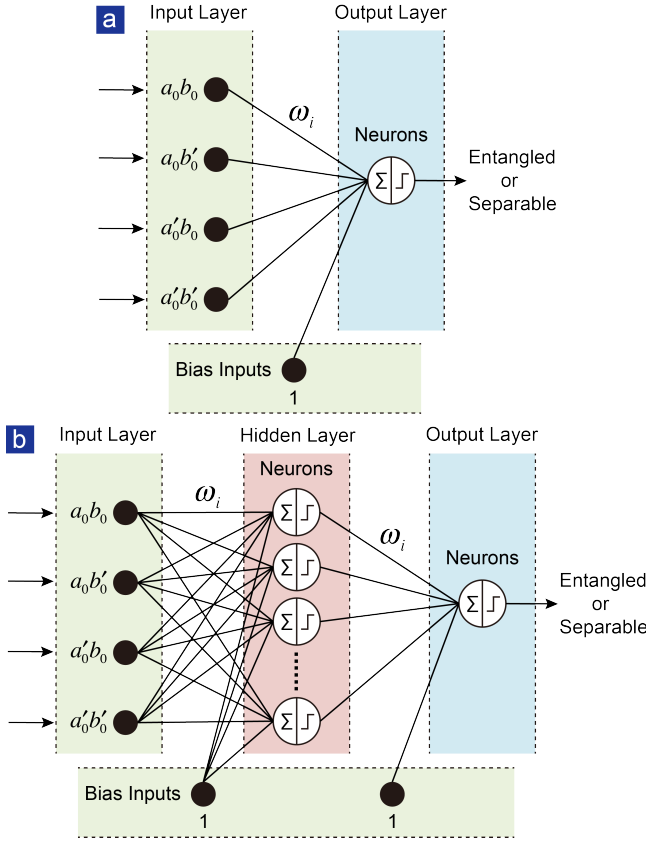 a
Input Layer
Output Layer
a₀b₀
ωᵢ
Neurons
a₀b₀′
Σ
Entangled
or
Separable
a₀′b₀
a₀′b₀′
Bias Inputs
1
b
Input Layer
Hidden Layer
Output Layer
Neurons
a₀b₀
ωᵢ
Σ
ωᵢ
Neurons
a₀b₀′
Σ
Σ
Entangled
or
Separable
Σ
a₀′b₀
a₀′b₀′
Σ
Bias Inputs
1
1